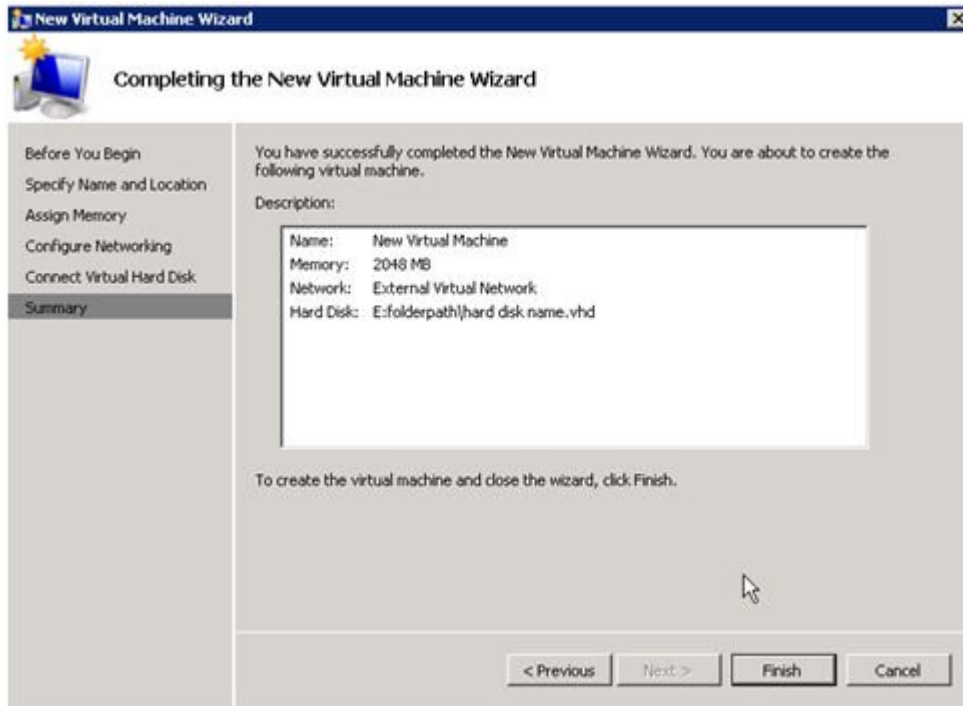 New Virtual Machine Wizard
Completing the New Virtual Machine Wizard
Before You Begin
Specify Name and Location
Assign Memory
Configure Networking
Connect Virtual Hard Disk
Summary
You have successfully completed the New Virtual Machine Wizard. You are about to create the
following virtual machine.
Description:
Name: New Virtual Machine
Memory: 2048 MB
Network: External Virtual Network
Hard Disk: E:folderpath\hard disk name.vhd
To create the virtual machine and close the wizard, click Finish.
< Previous Next > Finish Cancel